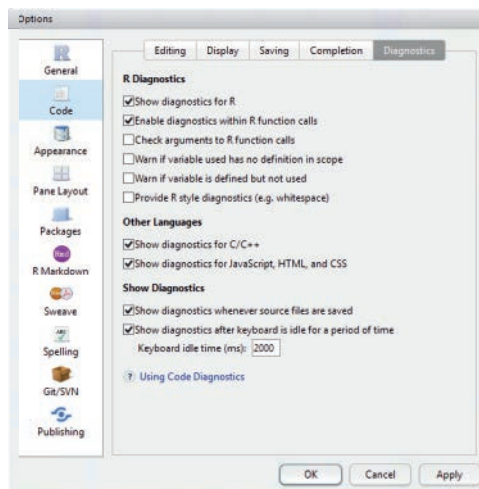 Options
General
Code
Appearance
Pane Layout
Packages
Rmd
R Markdown
Sweave
ABC
Spelling
Git/SVN
Publishing
Editing Display Saving Completion Diagnostics
R Diagnostics
Show diagnostics for R
Enable diagnostics within R function calls
Check arguments to R function calls
Warn if variable used has no definition in scope
Warn if variable is defined but not used
Provide R style diagnostics (e.g. whitespace)
Other Languages
Show diagnostics for C/C++
Show diagnostics for JavaScript, HTML, and CSS
Show Diagnostics
Show diagnostics whenever source files are saved
Show diagnostics after keyboard is idle for a period of time
Keyboard idle time (ms): 2000
? Using Code Diagnostics
OK Cancel Apply